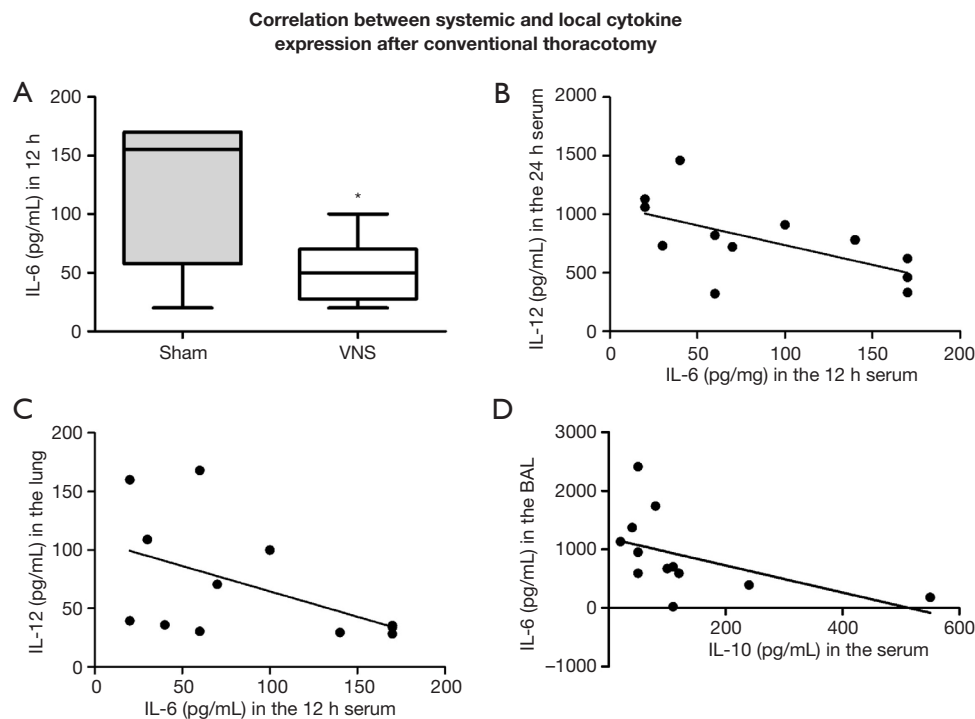 Correlation between systemic and local cytokine
expression after conventional thoracotomy
A
IL-6 (pg/mL) in 12 h
200
150
100
50
0
*
Sham
VNS
B
IL-12 (pg/mL) in the 24 h serum
2000
1500
1000
500
0
0
50
100
150
200
IL-6 (pg/mg) in the 12 h serum
C
IL-12 (pg/mL) in the lung
200
150
100
50
0
0
50
100
150
200
IL-6 (pg/mL) in the 12 h serum
D
IL-6 (pg/mL) in the BAL
3000
2000
1000
0
−1000
200
400
600
IL-10 (pg/mL) in the serum